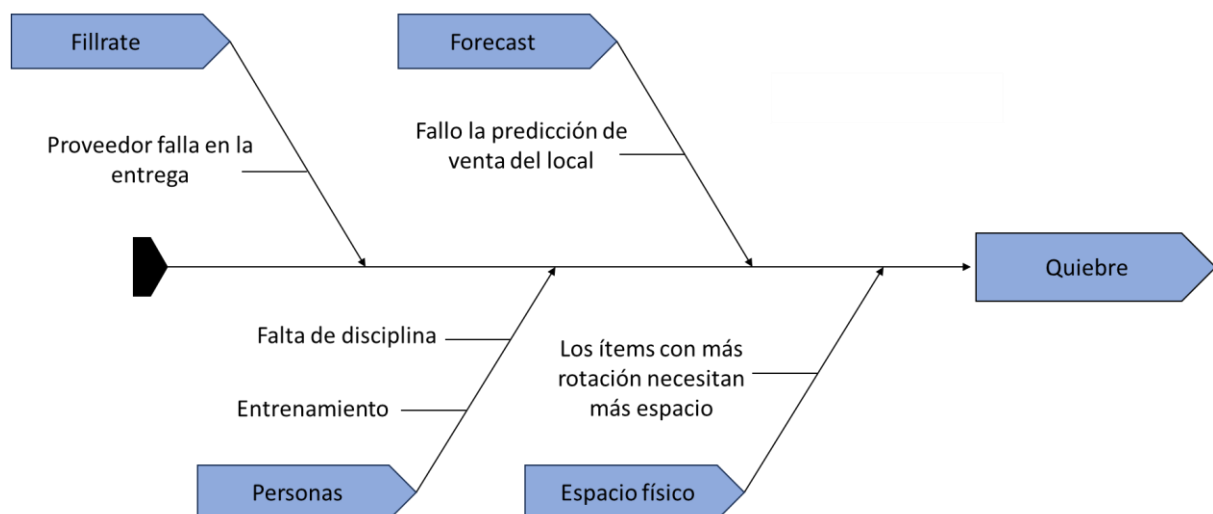 Fillrate
Forecast
Proveedor falla en la
entrega
Fallo la predicción de
venta del local
Quiebre
Falta de disciplina
Entrenamiento
Los ítems con más
rotación necesitan
más espacio
Personas
Espacio físico